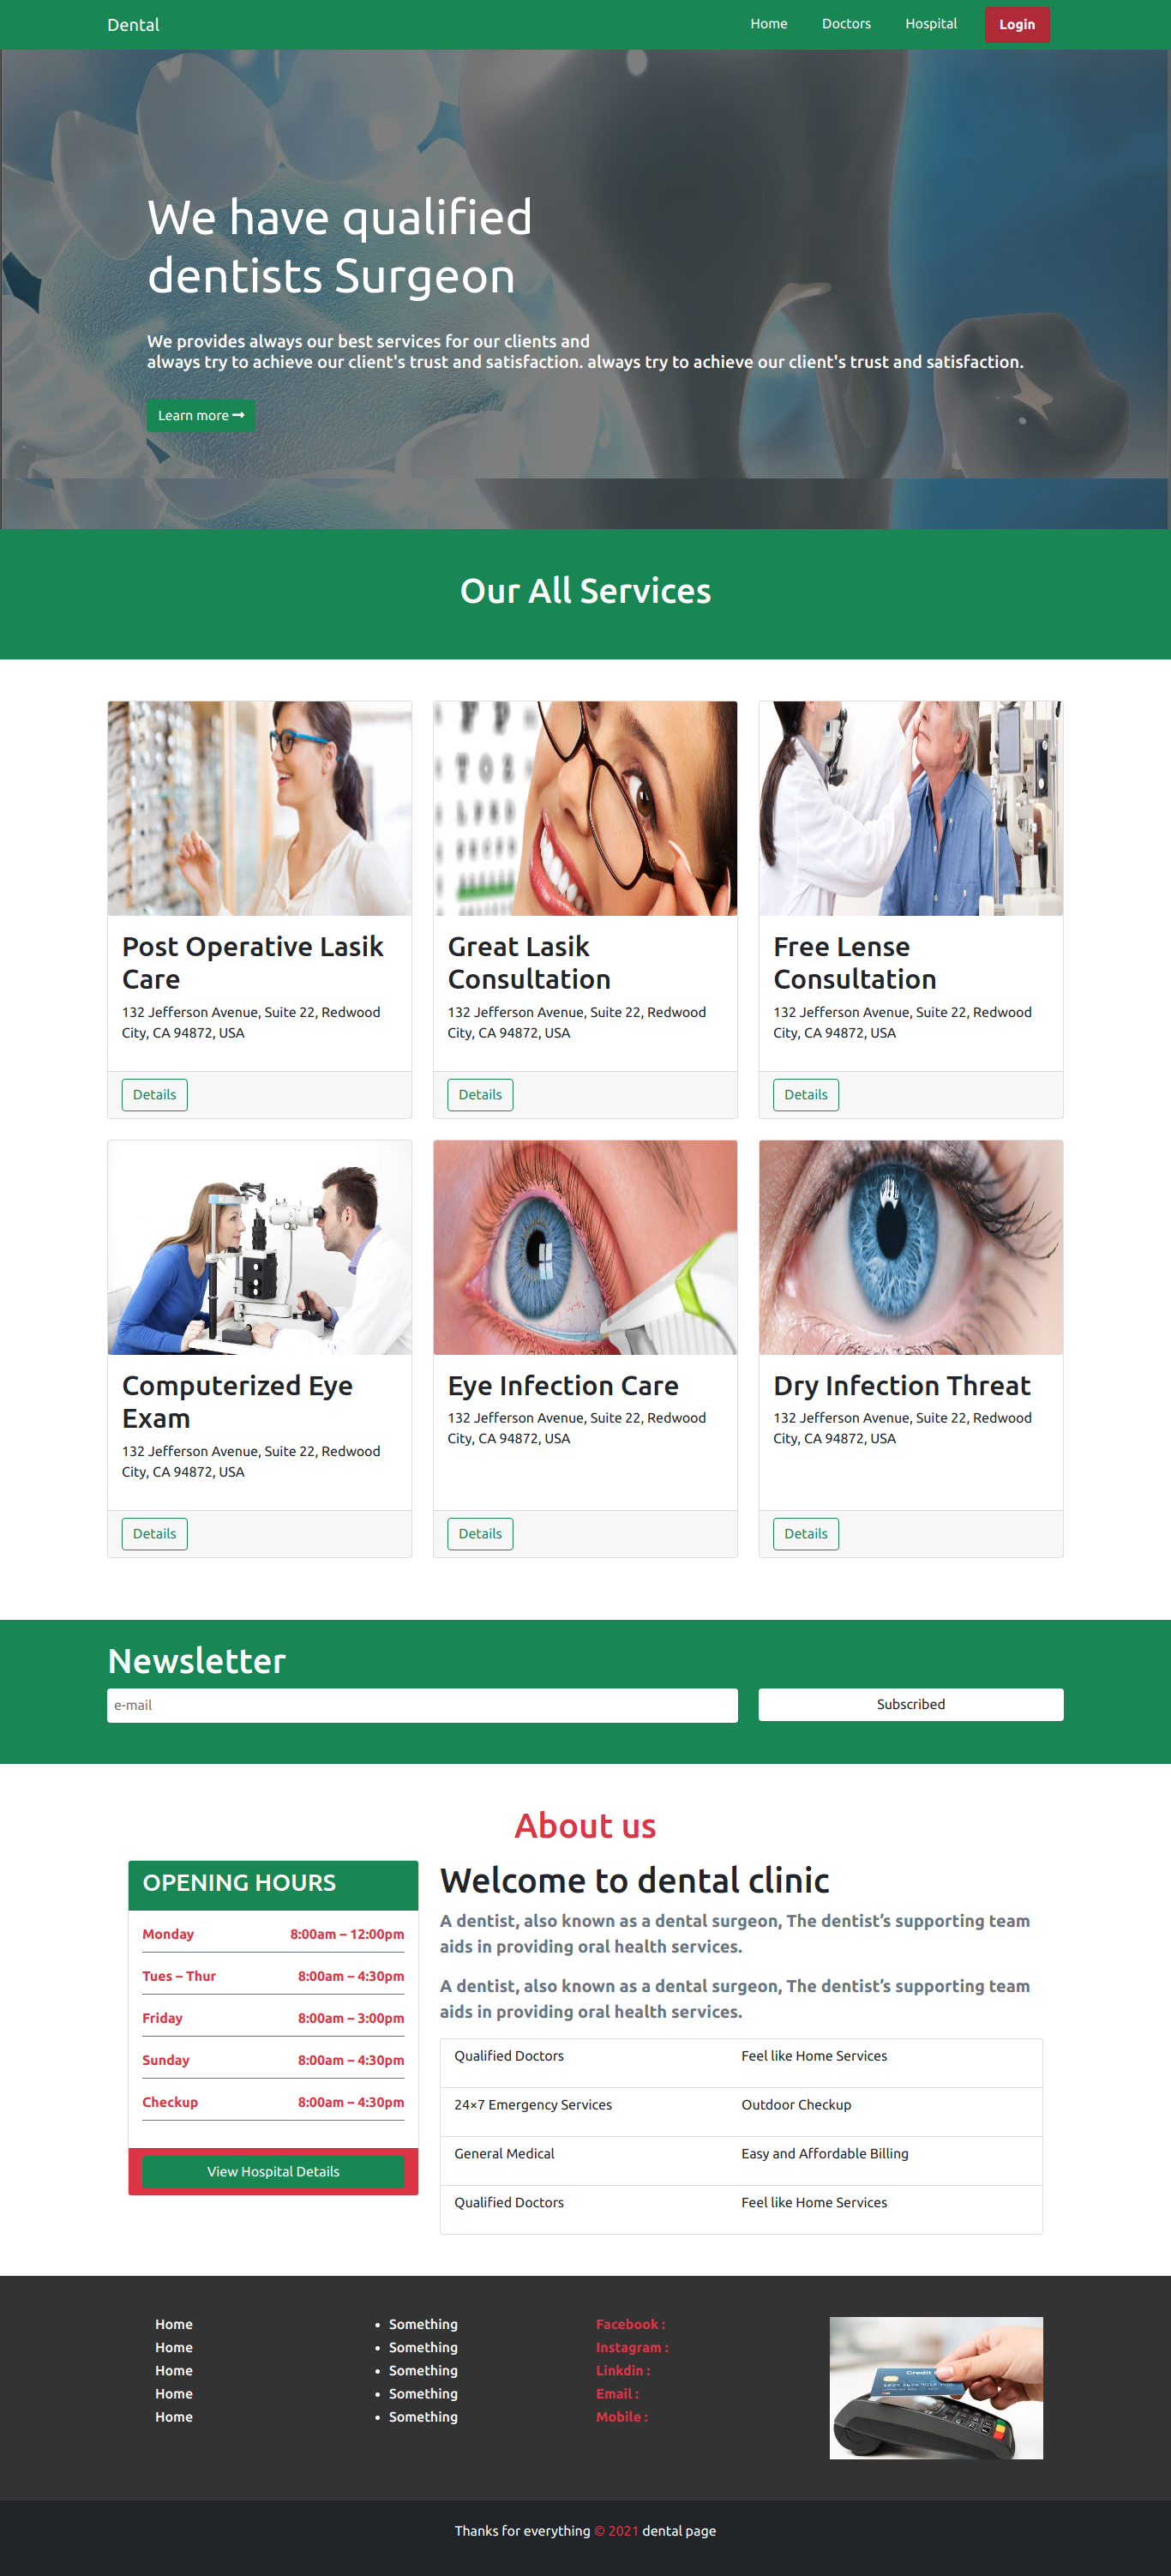 Dental
Home
Doctors
Hospital
Login
We have qualified
dentists Surgeon
We provides always our best services for our clients and
always try to achieve our client's trust and satisfaction. always try to achieve our client's trust and satisfaction.
Learn more
Our All Services
Post Operative Lasik
Care
132 Jefferson Avenue, Suite 22, Redwood
City, CA 94872, USA
Details
Great Lasik
Consultation
132 Jefferson Avenue, Suite 22, Redwood
City, CA 94872, USA
Details
Free Lense
Consultation
132 Jefferson Avenue, Suite 22, Redwood
City, CA 94872, USA
Details
Computerized Eye
Exam
132 Jefferson Avenue, Suite 22, Redwood
City, CA 94872, USA
Details
Eye Infection Care
132 Jefferson Avenue, Suite 22, Redwood
City, CA 94872, USA
Details
Dry Infection Threat
132 Jefferson Avenue, Suite 22, Redwood
City, CA 94872, USA
Details
Newsletter
e-mail
Subscribed
About us
OPENING HOURS
Monday 8:00am – 12:00pm
Tues – Thur 8:00am – 4:30pm
Friday 8:00am – 3:00pm
Sunday 8:00am – 4:30pm
Checkup 8:00am – 4:30pm
View Hospital Details
Welcome to dental clinic
A dentist, also known as a dental surgeon, The dentist’s supporting team
aids in providing oral health services.
A dentist, also known as a dental surgeon, The dentist’s supporting team
aids in providing oral health services.
Qualified Doctors Feel like Home Services
24×7 Emergency Services Outdoor Checkup
General Medical Easy and Affordable Billing
Qualified Doctors Feel like Home Services
Home
Home
Home
Home
Home
• Something
• Something
• Something
• Something
• Something
Facebook :
Instagram :
Linkdin :
Email :
Mobile :
Thanks for everything © 2021 dental page